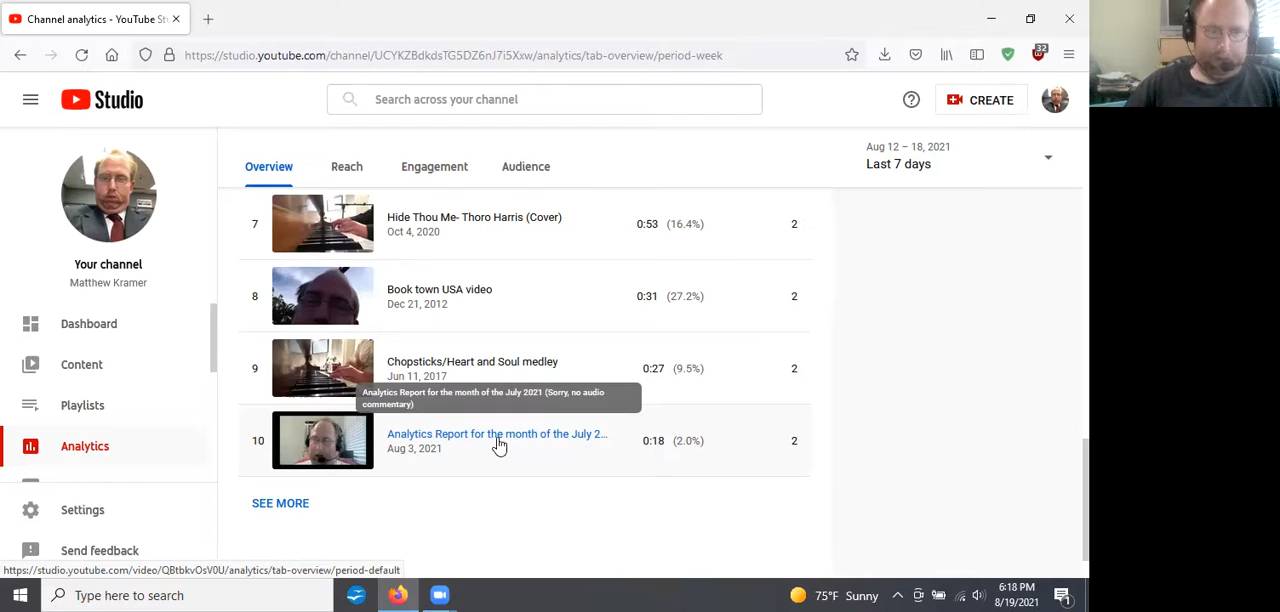 Channel analytics - YouTube St
https://studio.youtube.com/channel/UCYKZBdkdsTG5DZ6nJ7i5Xxw/analytics/tab-overview/period-week
32
Studio
Search across your channel
CREATE
Your channel
Matthew Kramer
Dashboard
Content
Playlists
Analytics
Settings
Send feedback
Overview
Reach
Engagement
Audience
Aug 12 – 18, 2021
Last 7 days
7
Hide Thou Me- Thoro Harris (Cover)
Oct 4, 2020
0:53 (16.4%)
2
8
Book town USA video
Dec 21, 2012
0:31 (27.2%)
2
9
Chopsticks/Heart and Soul medley
Jun 11, 2017
0:27 (9.5%)
2
Analytics Report for the month of the July 2021 (Sorry, no audio
commentary)
10
Analytics Report for the month of the July 2...
Aug 3, 2021
0:18 (2.0%)
2
SEE MORE
https://studio.youtube.com/video/QBtbkvOsV0U/analytics/tab-overview/period-default
Type here to search
75°F Sunny
6:18 PM
8/19/2021
1